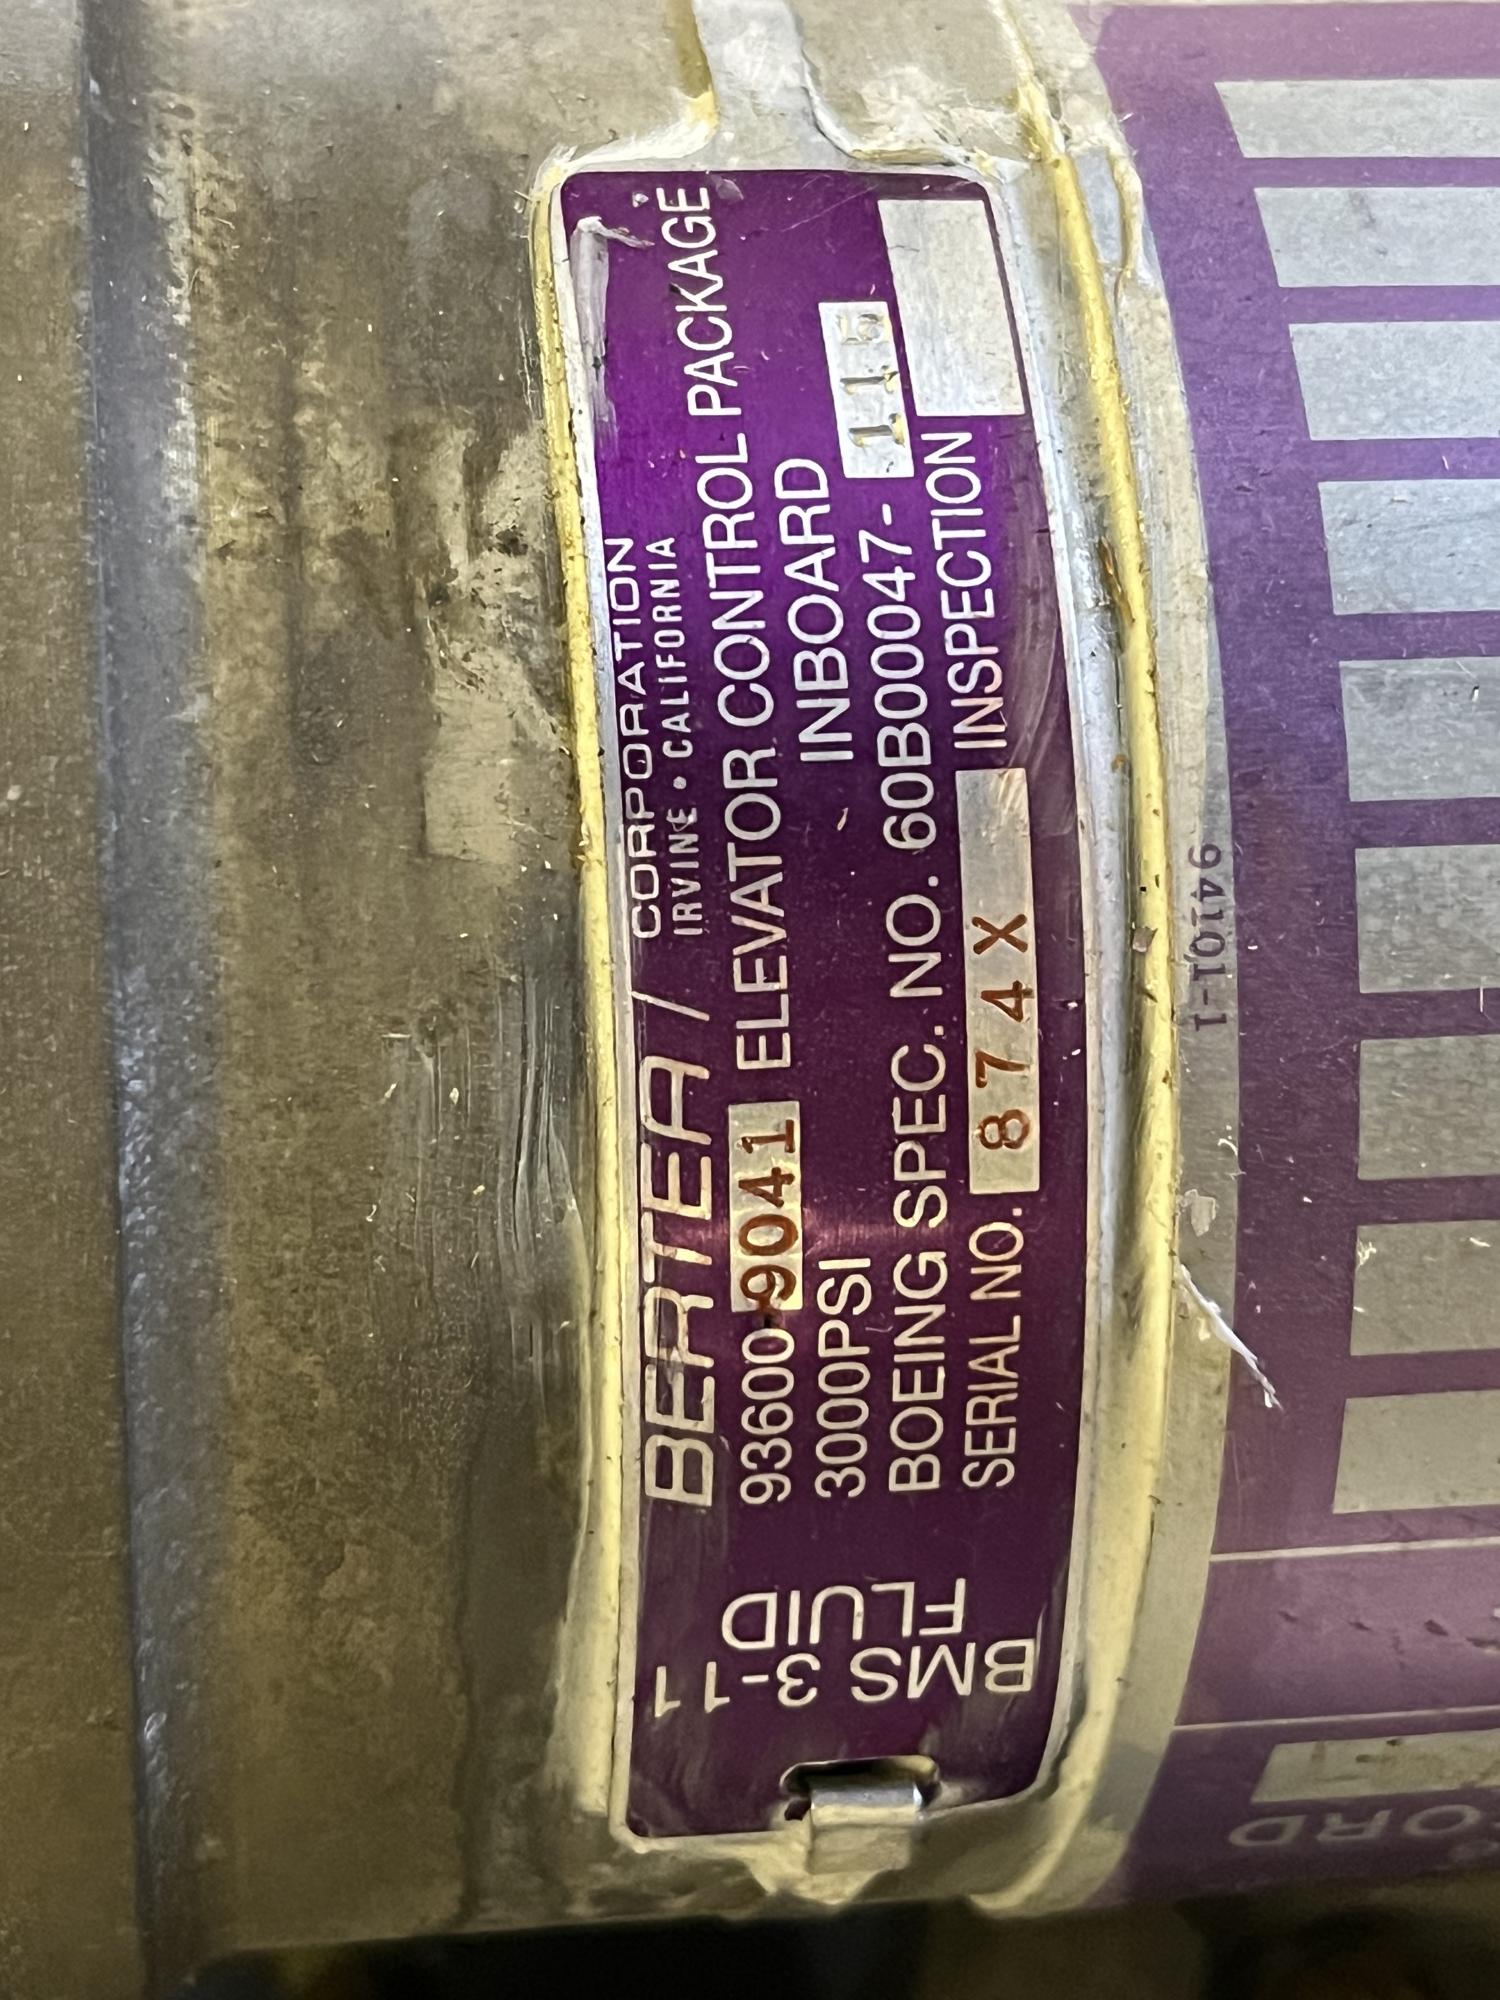 BERTEA / CORPORATION
IRVINE • CALIFORNIA
93600-9041 ELEVATOR CONTROL PACKAGE
3000PSI INBOARD
BOEING SPEC. NO. 60B00047-115
SERIAL NO. 874X INSPECTION
BMS 3-11
FLUID
94101-1